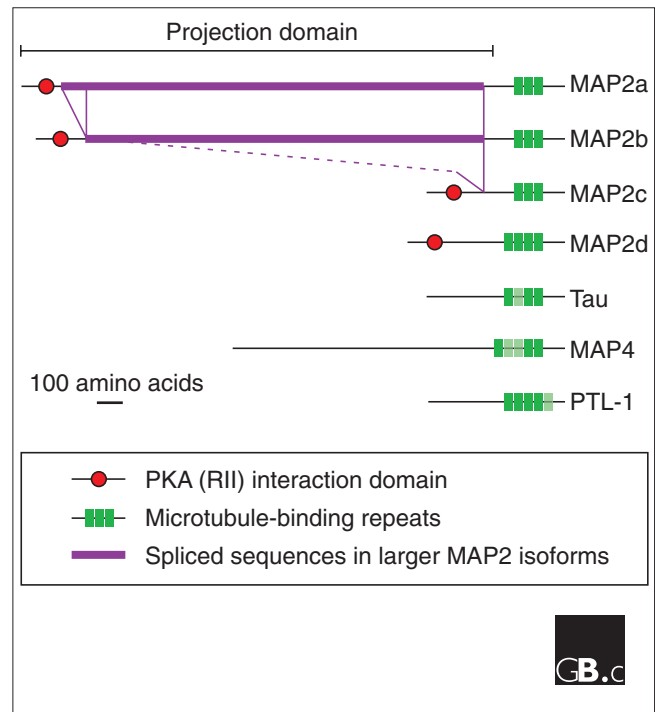 Projection domain
MAP2a
MAP2b
MAP2c
MAP2d
Tau
MAP4
100 amino acids
PTL-1
PKA (RII) interaction domain
Microtubule-binding repeats
Spliced sequences in larger MAP2 isoforms
GB.c